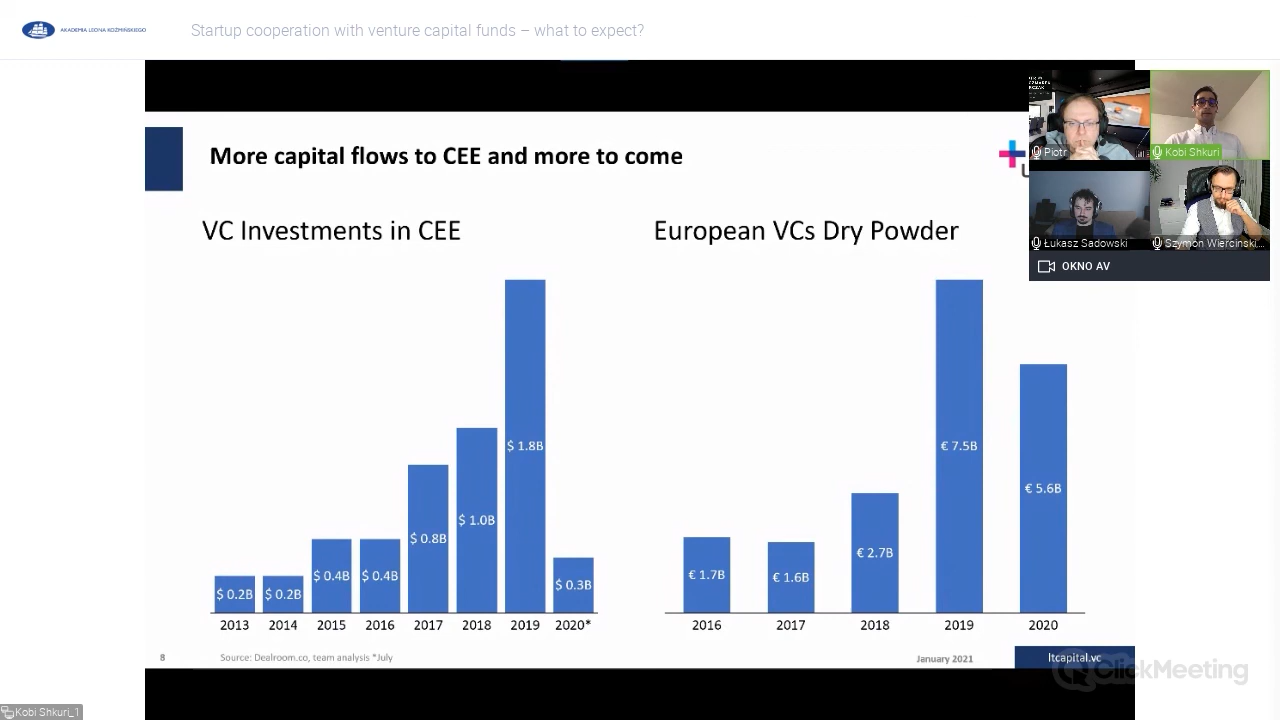 AKADEMIA LEONA KOŹMIŃSKIEGO
Startup cooperation with venture capital funds – what to expect?
More capital flows to CEE and more to come
VC Investments in CEE
European VCs Dry Powder
$ 0.2B
$ 0.2B
$ 0.4B
$ 0.4B
$ 0.8B
$ 1.0B
$ 1.8B
$ 0.3B
2013 2014 2015 2016 2017 2018 2019 2020*
€ 1.7B
€ 1.6B
€ 2.7B
€ 7.5B
€ 5.6B
2016 2017 2018 2019 2020
8
Source: Dealroom.co, team analysis *July
January 2021
ltcapital.vc
ClickMeeting
Piotr
Kobi Shkuri
Łukasz Sadowski
Szymon Wierciński,...
OKNO AV
Kobi Shkuri_1